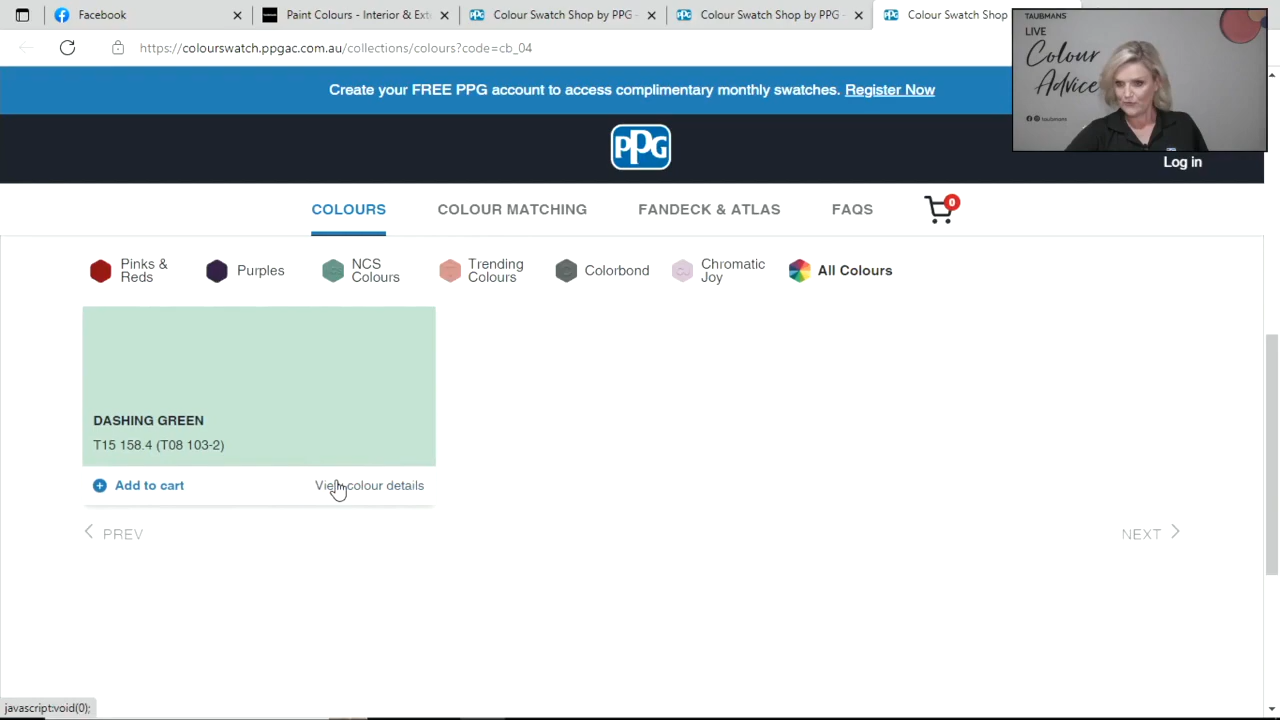 Facebook
Paint Colours - Interior & Ext
Colour Swatch Shop by PPG -
Colour Swatch Shop by PPG -
Colour Swatch Shop
https://colourswatch.ppgac.com.au/collections/colours?code=cb_04
TAUBMANS
LIVE
Colour
Advice
taubmans
Create your FREE PPG account to access complimentary monthly swatches. Register Now
PPG
Log in
COLOURS
COLOUR MATCHING
FANDECK & ATLAS
FAQS
0
Pinks &
Reds
Purples
NCS
Colours
Trending
Colours
Colorbond
Chromatic
Joy
All Colours
DASHING GREEN
T15 158.4 (T08 103-2)
Add to cart
View colour details
PREV
NEXT
javascript:void(0);